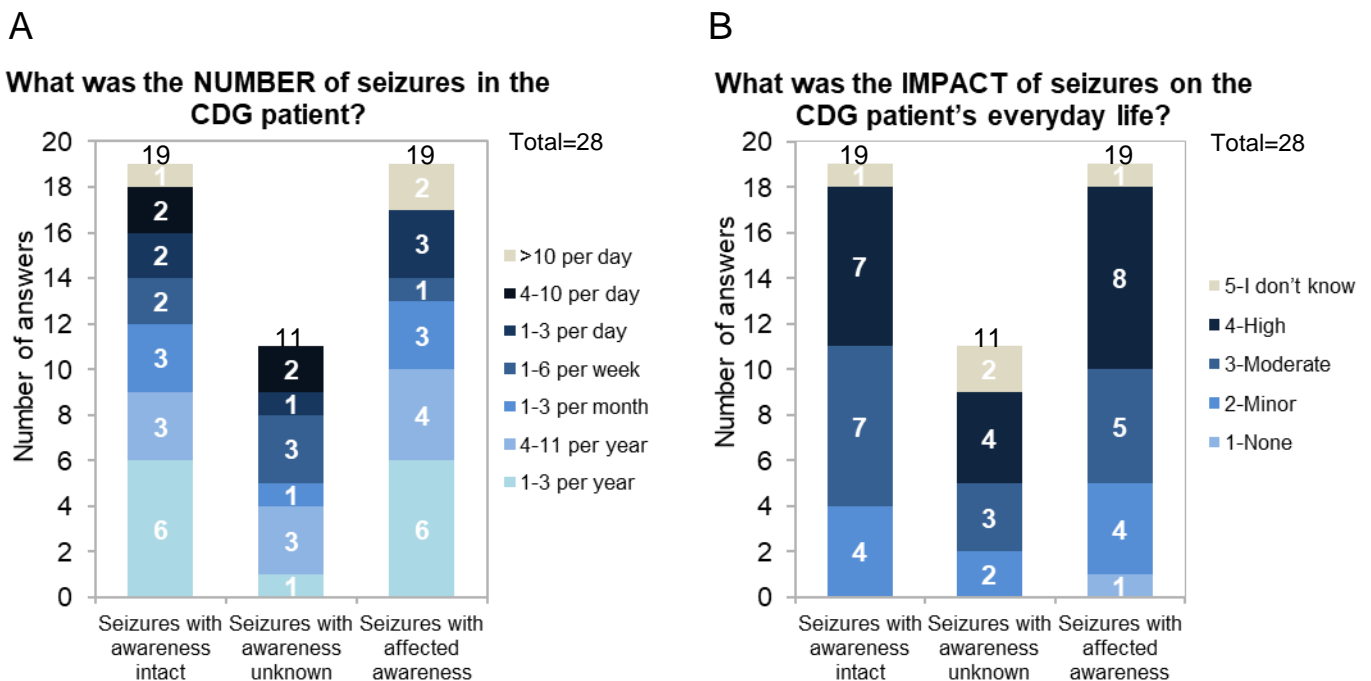 A
What was the NUMBER of seizures in the
CDG patient?
Total=28
Number of answers
20
18
16
14
12
10
8
6
4
2
0
19
1
2
2
2
3
3
6
11
2
1
3
1
3
1
19
2
3
1
3
4
6
>10 per day
4-10 per day
1-3 per day
1-6 per week
1-3 per month
4-11 per year
1-3 per year
Seizures with
awareness
intact
Seizures with
awareness
unknown
Seizures with
affected
awareness
B
What was the IMPACT of seizures on the
CDG patient's everyday life?
Total=28
Number of answers
20
18
16
14
12
10
8
6
4
2
0
19
1
7
7
4
11
2
4
3
2
19
1
8
5
4
1
5-I don't know
4-High
3-Moderate
2-Minor
1-None
Seizures with
awareness
intact
Seizures with
awareness
unknown
Seizures with
affected
awareness